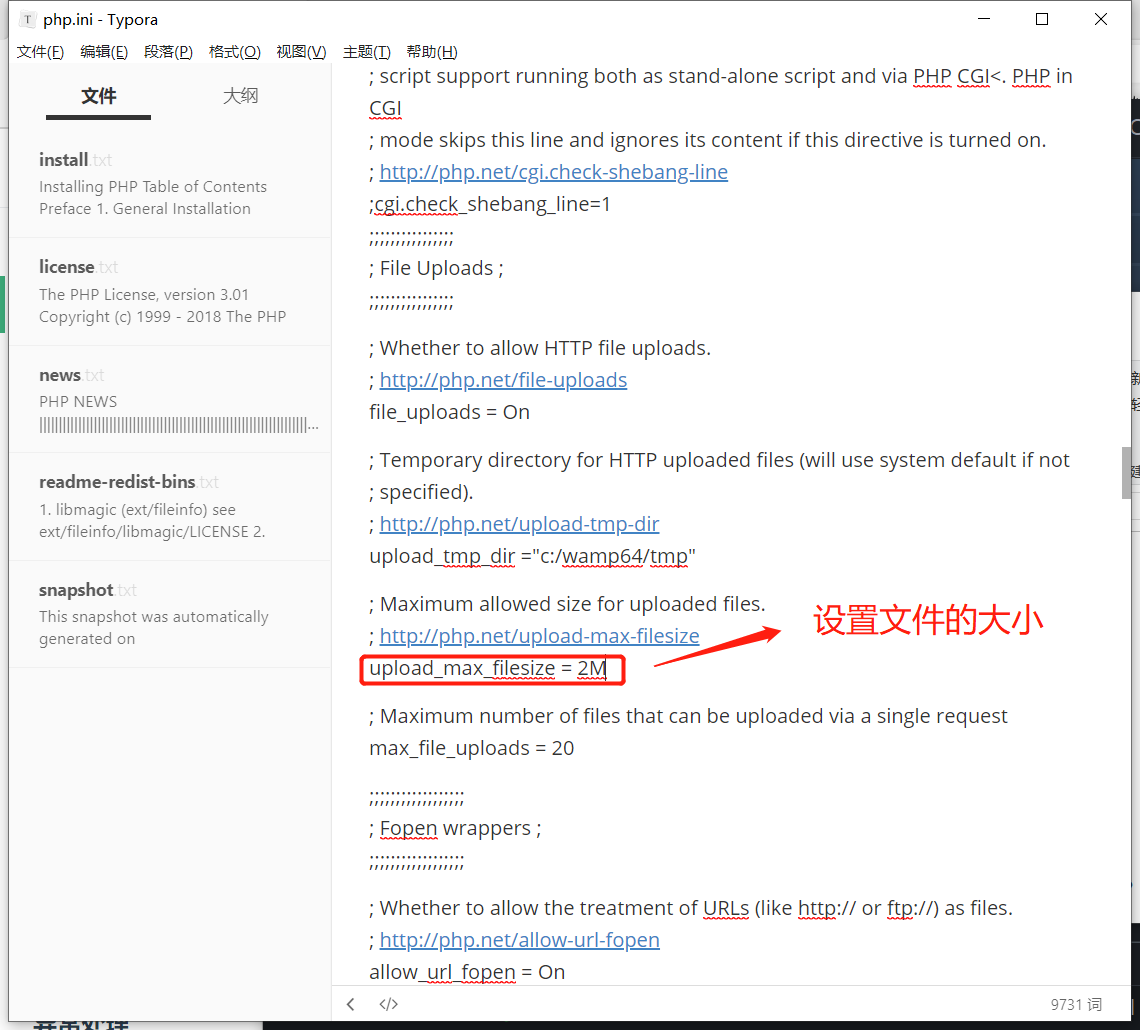 php.ini - Typora
文件(F) 编辑(E) 段落(P) 格式(O) 视图(V) 主题(T) 帮助(H)
文件 大纲
install.txt
Installing PHP Table of Contents
Preface 1. General Installation
license.txt
The PHP License, version 3.01
Copyright (c) 1999 - 2018 The PHP
news.txt
PHP NEWS
readme-redist-bins.txt
1. libmagic (ext/fileinfo) see
ext/fileinfo/libmagic/LICENSE 2.
snapshot.txt
This snapshot was automatically
generated on
; script support running both as stand-alone script and via PHP CGI<. PHP in
CGI
; mode skips this line and ignores its content if this directive is turned on.
; http://php.net/cgi.check-shebang-line
;cgi.check_shebang_line=1
;;;;;;;;;;;;;;;;
; File Uploads ;
;;;;;;;;;;;;;;;;
; Whether to allow HTTP file uploads.
; http://php.net/file-uploads
file_uploads = On
; Temporary directory for HTTP uploaded files (will use system default if not
; specified).
; http://php.net/upload-tmp-dir
upload_tmp_dir ="c:/wamp64/tmp"
; Maximum allowed size for uploaded files.
; http://php.net/upload-max-filesize
upload_max_filesize = 2M
设置文件的大小
; Maximum number of files that can be uploaded via a single request
max_file_uploads = 20
;;;;;;;;;;;;;;;;;;
; Fopen wrappers ;
;;;;;;;;;;;;;;;;;;
; Whether to allow the treatment of URLs (like http:// or ftp://) as files.
; http://php.net/allow-url-fopen
allow_url_fopen = On
9731 词